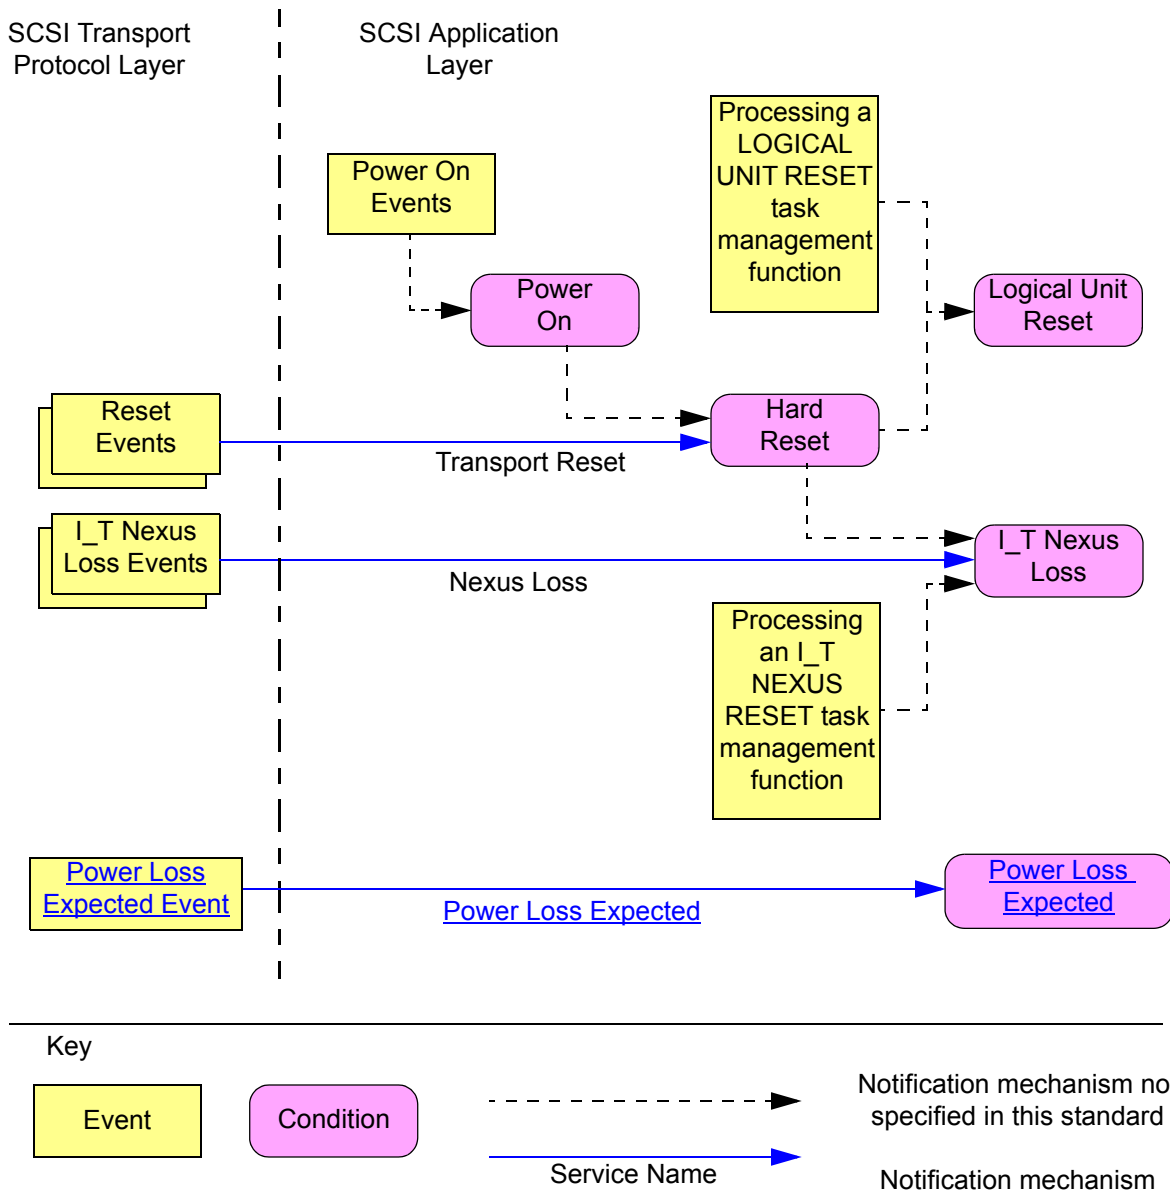 SCSI Transport
Protocol Layer
SCSI Application
Layer
Processing a
LOGICAL
UNIT RESET
task
management
function
Power On
Events
Power
On
Logical Unit
Reset
Reset
Events
Hard
Reset
Transport Reset
I_T Nexus
Loss Events
I_T Nexus
Loss
Nexus Loss
Processing
an I_T
NEXUS
RESET task
management
function
Power Loss
Expected Event
Power Loss Expected
Power Loss
Expected
Key
Event
Condition
Notification mechanism no
specified in this standard
Service Name
Notification mechanism